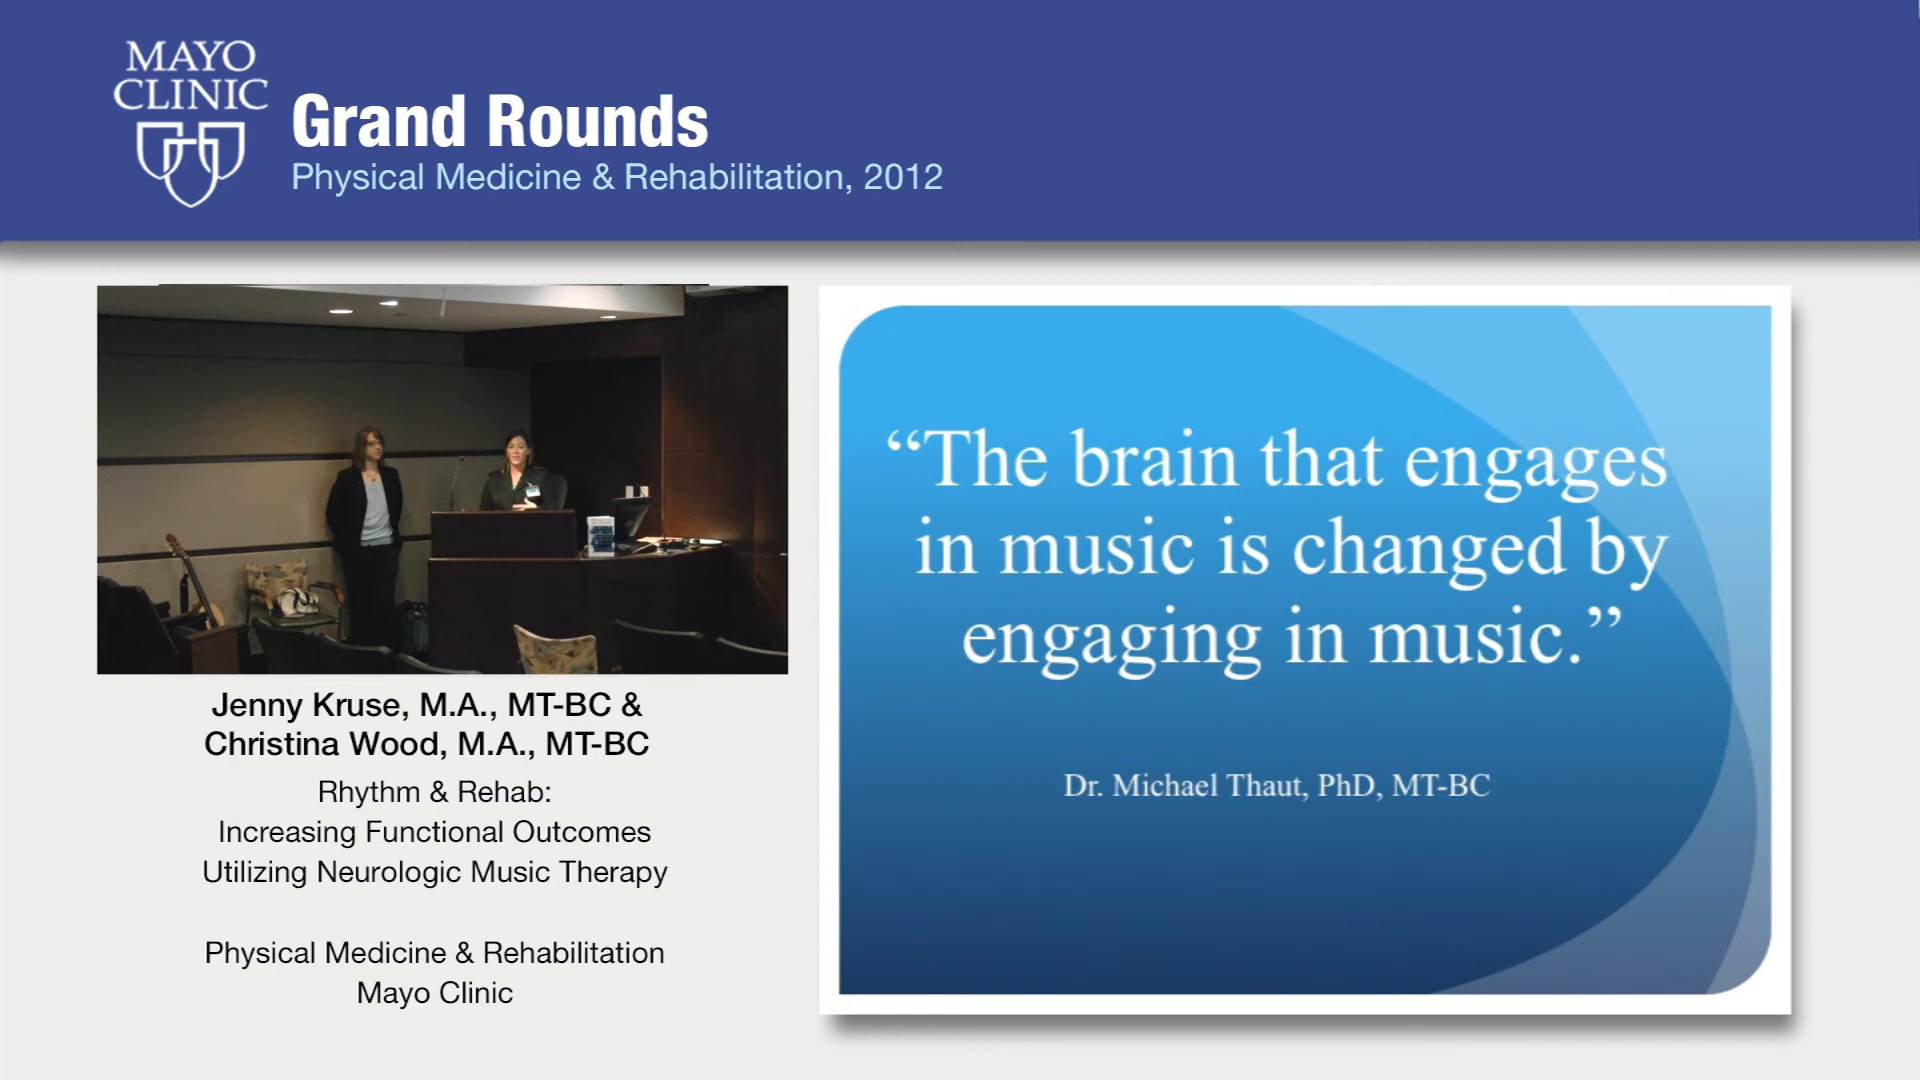 MAYO
CLINIC
Grand Rounds
Physical Medicine & Rehabilitation, 2012
Jenny Kruse, M.A., MT-BC &
Christina Wood, M.A., MT-BC
Rhythm & Rehab:
Increasing Functional Outcomes
Utilizing Neurologic Music Therapy
Physical Medicine & Rehabilitation
Mayo Clinic
“The brain that engages
in music is changed by
engaging in music.”
Dr. Michael Thaut, PhD, MT-BC